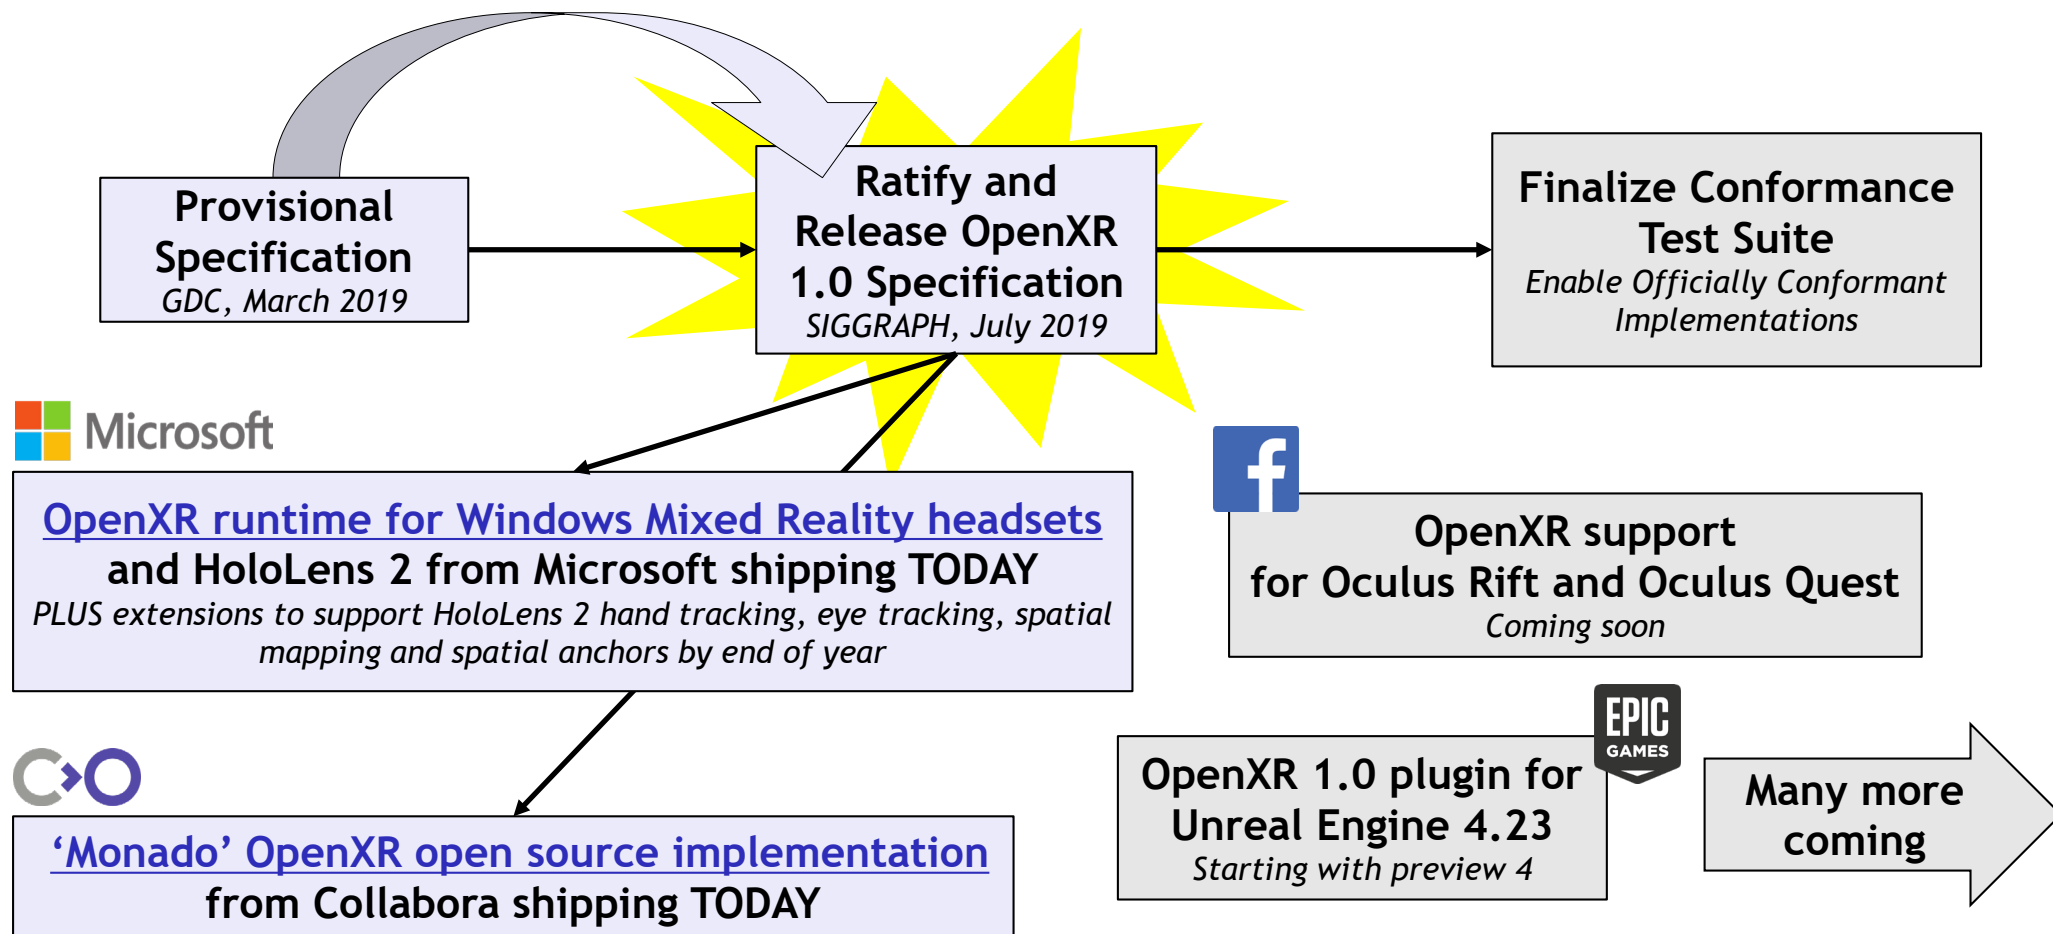 Provisional
Specification
GDC, March 2019
Ratify and
Release OpenXR
1.0 Specification
SIGGRAPH, July 2019
Finalize Conformance
Test Suite
Enable Officially Conformant
Implementations
Microsoft
OpenXR runtime for Windows Mixed Reality headsets
and HoloLens 2 from Microsoft shipping TODAY
PLUS extensions to support HoloLens 2 hand tracking, eye tracking, spatial
mapping and spatial anchors by end of year
f
OpenXR support
for Oculus Rift and Oculus Quest
Coming soon
‘Monado’ OpenXR open source implementation
from Collabora shipping TODAY
EPIC
GAMES
OpenXR 1.0 plugin for
Unreal Engine 4.23
Starting with preview 4
Many more
coming